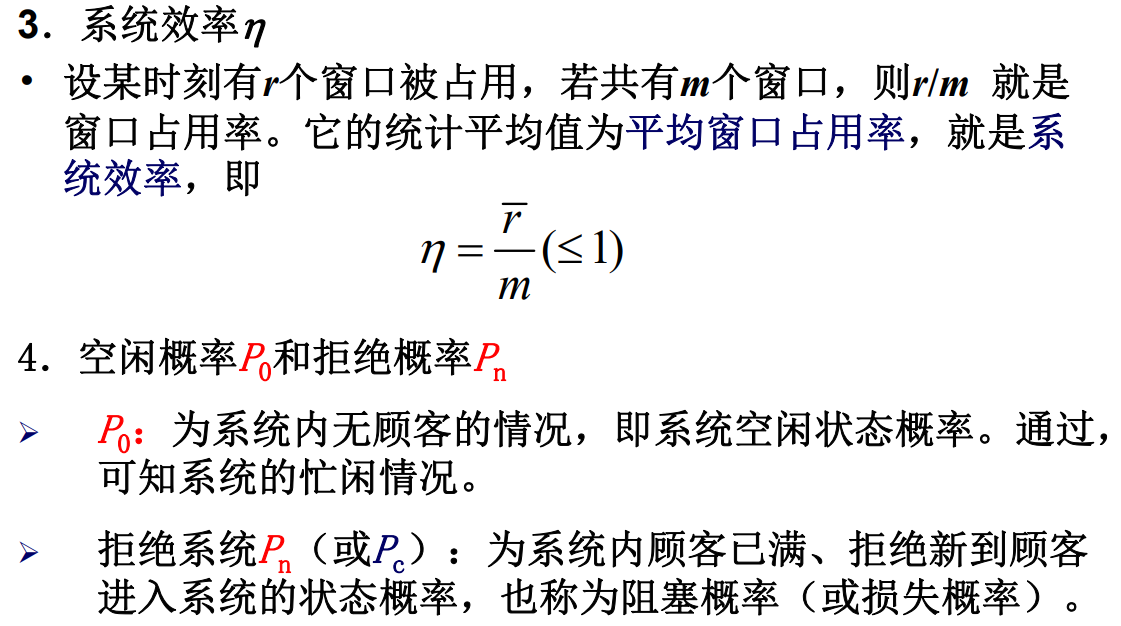 3．系统效率η
• 设某时刻有r个窗口被占用，若共有m个窗口，则r/m 就是
窗口占用率。它的统计平均值为平均窗口占用率，就是系
统效率，即
η = r̅/m (≤1)
4．空闲概率P₀和拒绝概率Pₙ
➢ P₀：为系统内无顾客的情况，即系统空闲状态概率。通过，
可知系统的忙闲情况。
➢ 拒绝系统Pₙ（或P_c）：为系统内顾客已满、拒绝新到顾客
进入系统的状态概率，也称为阻塞概率（或损失概率）。